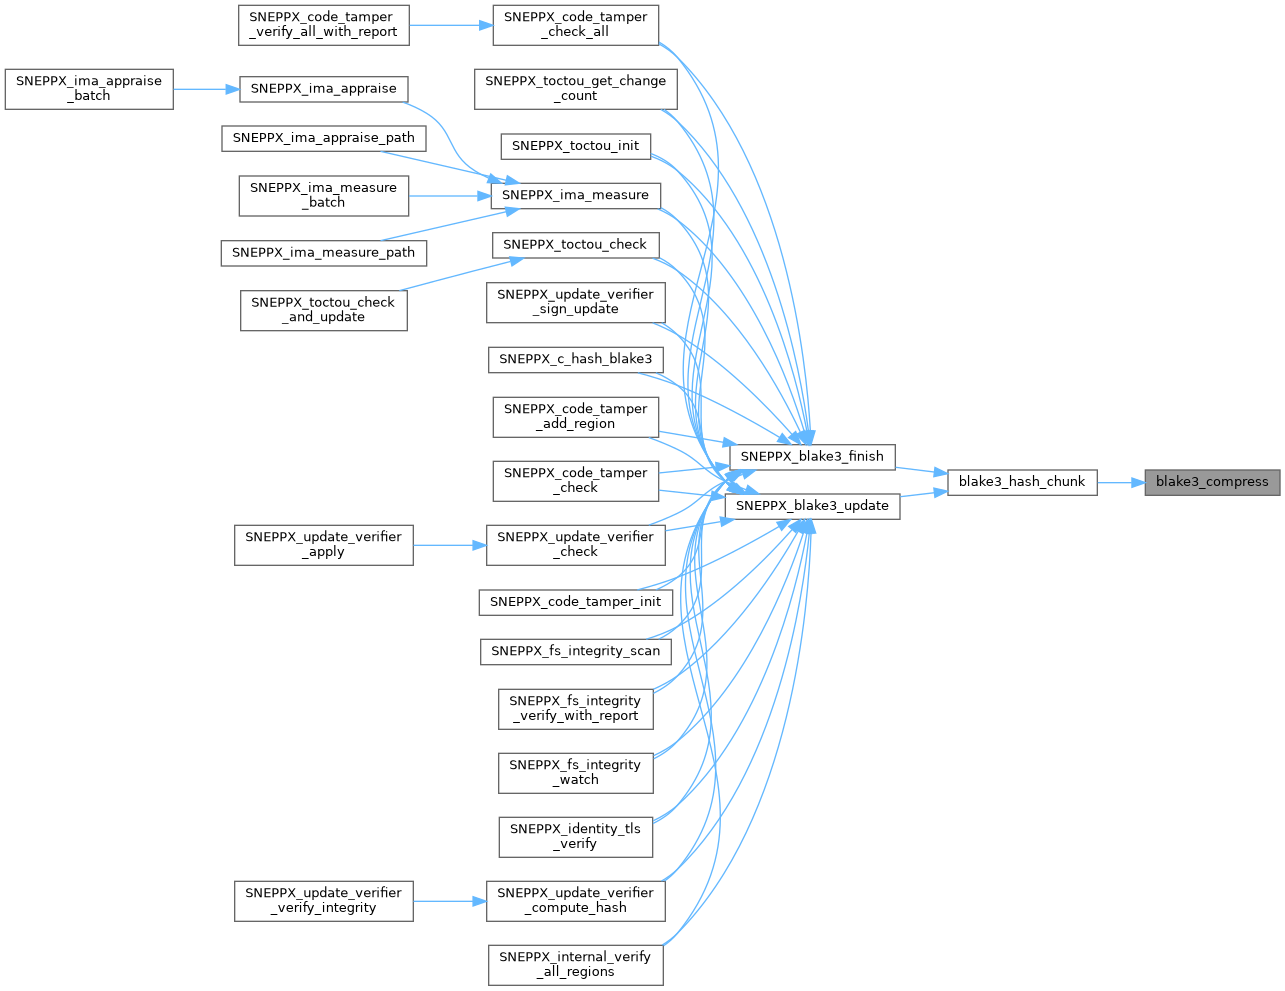 SNEPPX_code_tamper
_verify_all_with_report
SNEPPX_code_tamper
_check_all
SNEPPX_ima_appraise
_batch
SNEPPX_ima_appraise
SNEPPX_toctou_get_change
_count
SNEPPX_ima_appraise_path
SNEPPX_toctou_init
SNEPPX_ima_measure
_batch
SNEPPX_ima_measure
SNEPPX_ima_measure_path
SNEPPX_toctou_check
SNEPPX_toctou_check
_and_update
SNEPPX_update_verifier
_sign_update
SNEPPX_c_hash_blake3
SNEPPX_code_tamper
_add_region
SNEPPX_blake3_finish
SNEPPX_code_tamper
_check
blake3_hash_chunk
blake3_compress
SNEPPX_blake3_update
SNEPPX_update_verifier
_apply
SNEPPX_update_verifier
_check
SNEPPX_code_tamper_init
SNEPPX_fs_integrity_scan
SNEPPX_fs_integrity
_verify_with_report
SNEPPX_fs_integrity
_watch
SNEPPX_identity_tls
_verify
SNEPPX_update_verifier
_verify_integrity
SNEPPX_update_verifier
_compute_hash
SNEPPX_internal_verify
_all_regions